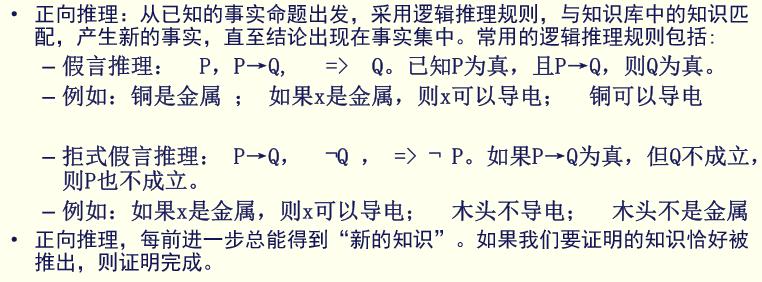 • 正向推理：从已知的事实命题出发，采用逻辑推理规则，与知识库中的知识匹
配，产生新的事实，直至结论出现在事实集中。常用的逻辑推理规则包括:
– 假言推理： P，P→Q, => Q。已知P为真，且P→Q，则Q为真。
– 例如：铜是金属 ； 如果x是金属，则x可以导电； 铜可以导电
– 拒式假言推理： P→Q， ¬Q ， => ¬ P。如果P→Q为真，但Q不成立，
则P也不成立。
– 例如：如果x是金属，则x可以导电； 木头不导电； 木头不是金属
• 正向推理，每前进一步总能得到“新的知识”。如果我们要证明的知识恰好被
推出，则证明完成。